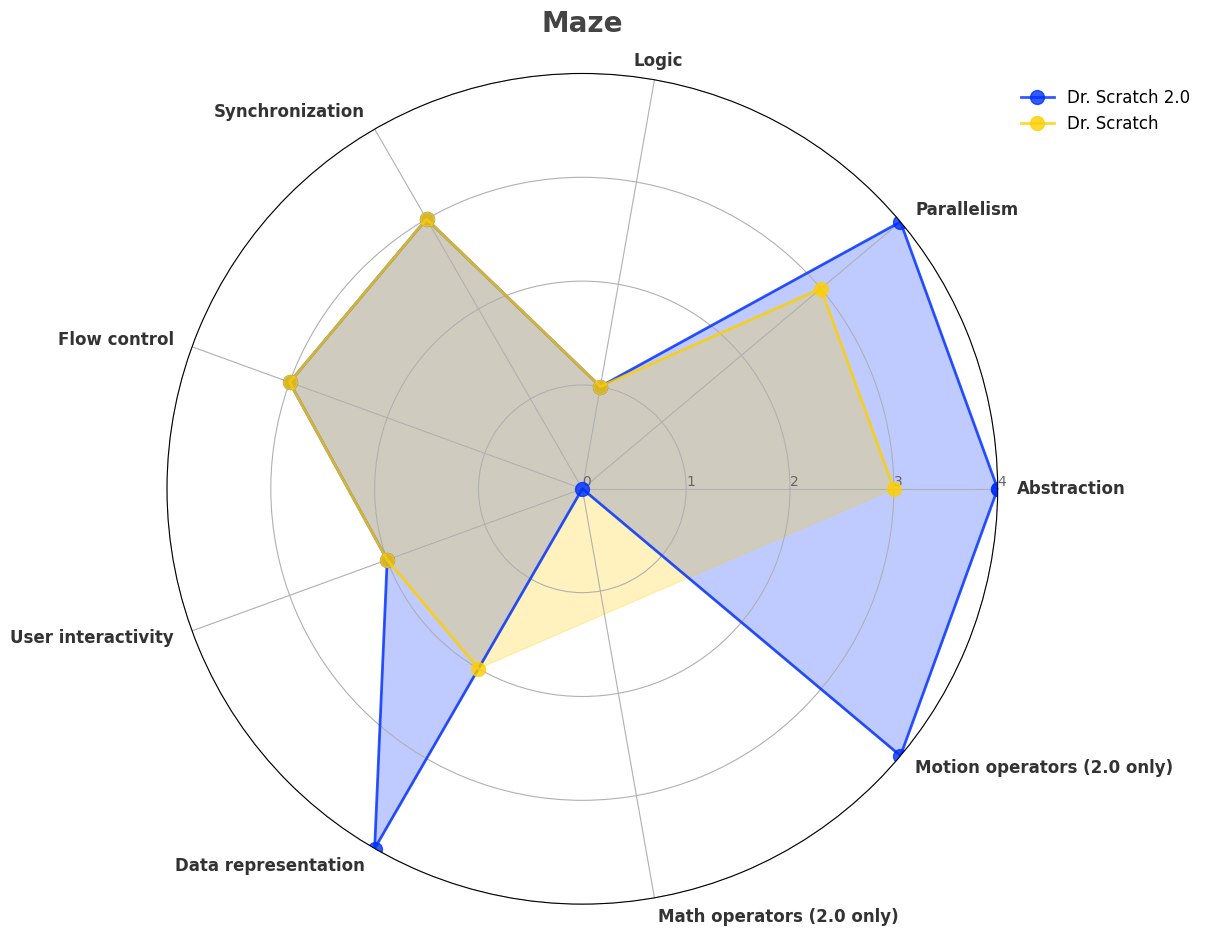 Maze
Logic
Synchronization
Dr. Scratch 2.0
Dr. Scratch
Parallelism
Flow control
0
1
2
3
4
Abstraction
User interactivity
Motion operators (2.0 only)
Data representation
Math operators (2.0 only)